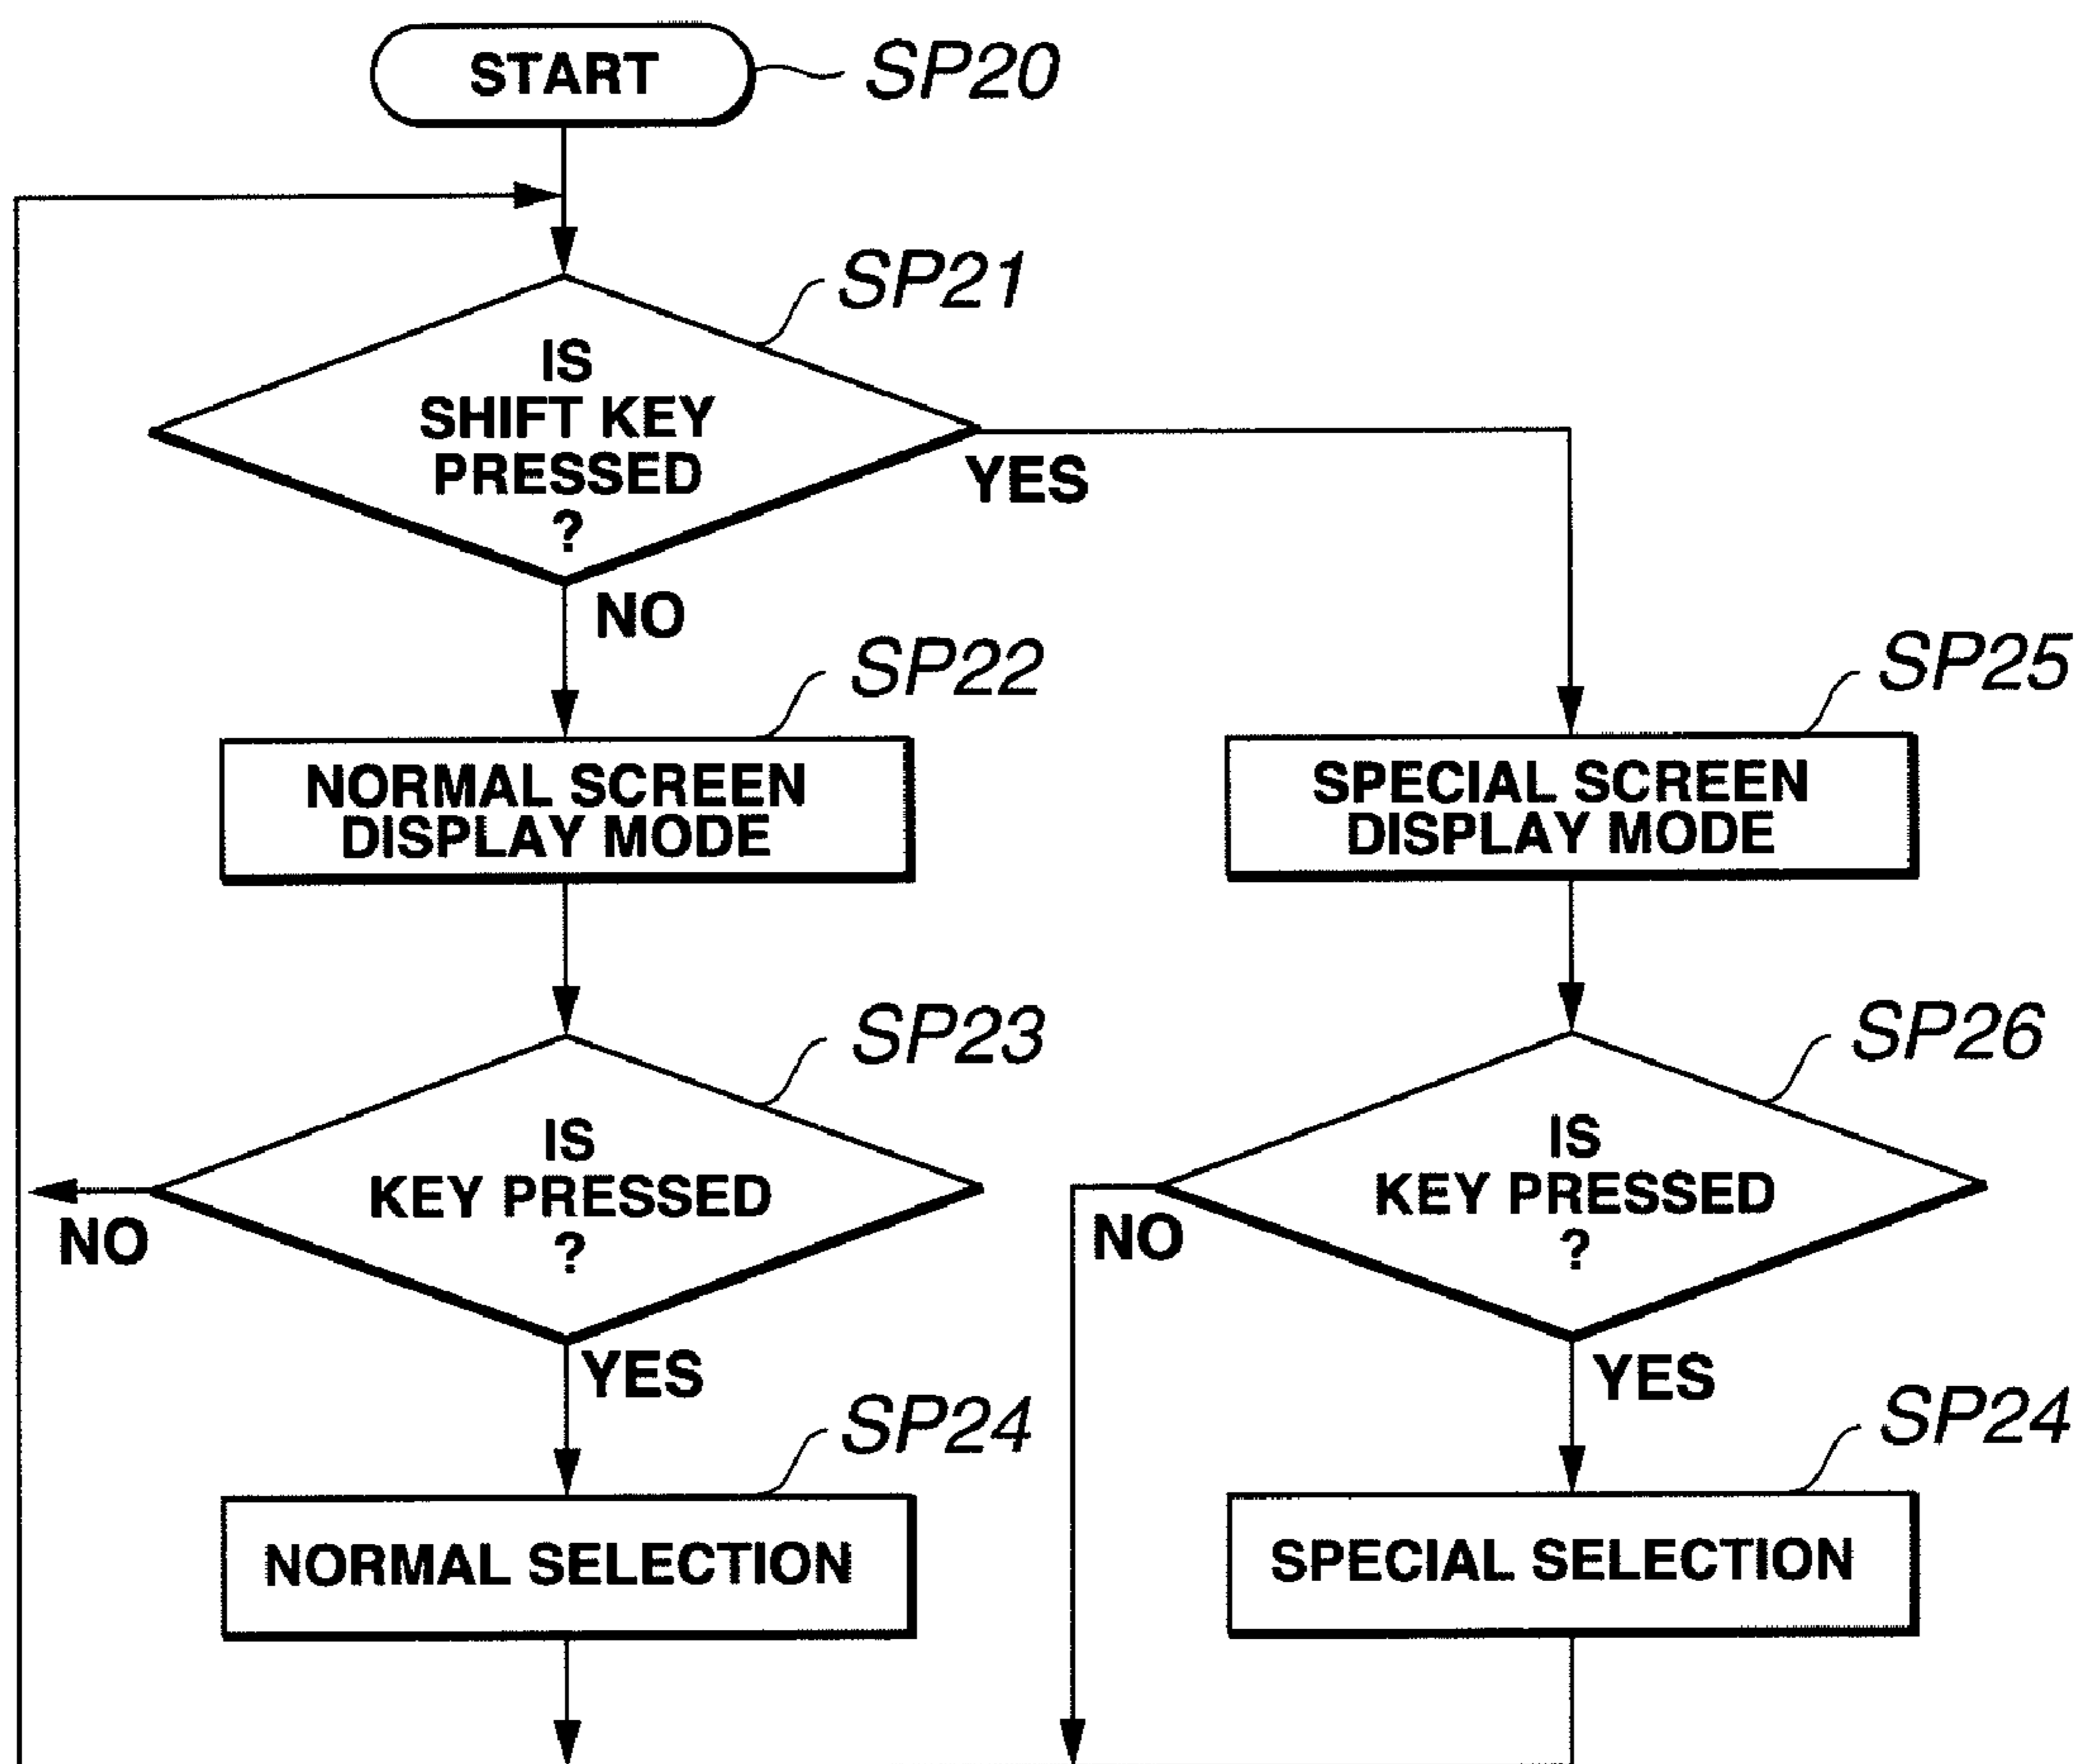 START
SP20
SP21
IS
SHIFT KEY
PRESSED
?
YES
NO
SP22
NORMAL SCREEN
DISPLAY MODE
SP25
SPECIAL SCREEN
DISPLAY MODE
SP23
IS
KEY PRESSED
?
NO
YES
SP26
IS
KEY PRESSED
?
NO
YES
SP24
NORMAL SELECTION
SP24
SPECIAL SELECTION